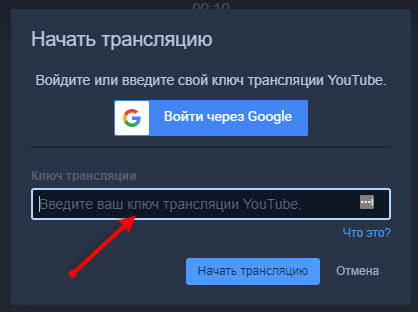 00:10
Начать трансляцию
Войдите или введите свой ключ трансляции YouTube.
Войти через Google
Ключ трансляции
Введите ваш ключ трансляции YouTube.
Что это?
Начать трансляцию Отмена